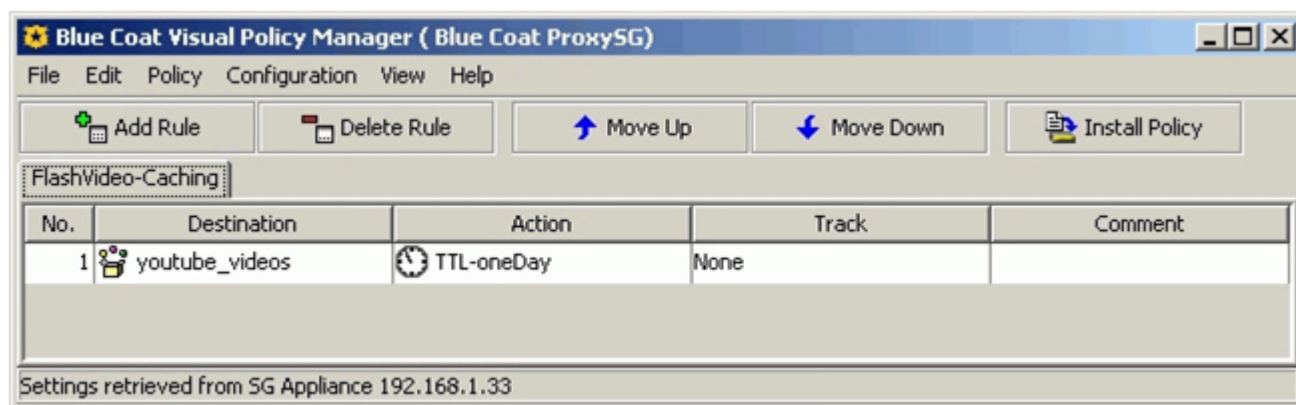 Blue Coat Visual Policy Manager ( Blue Coat ProxySG)
File Edit Policy Configuration View Help
Add Rule Delete Rule Move Up Move Down Install Policy
FlashVideo-Caching
No. Destination Action Track Comment
1 youtube_videos TTL-oneDay None
Settings retrieved from SG Appliance 192.168.1.33